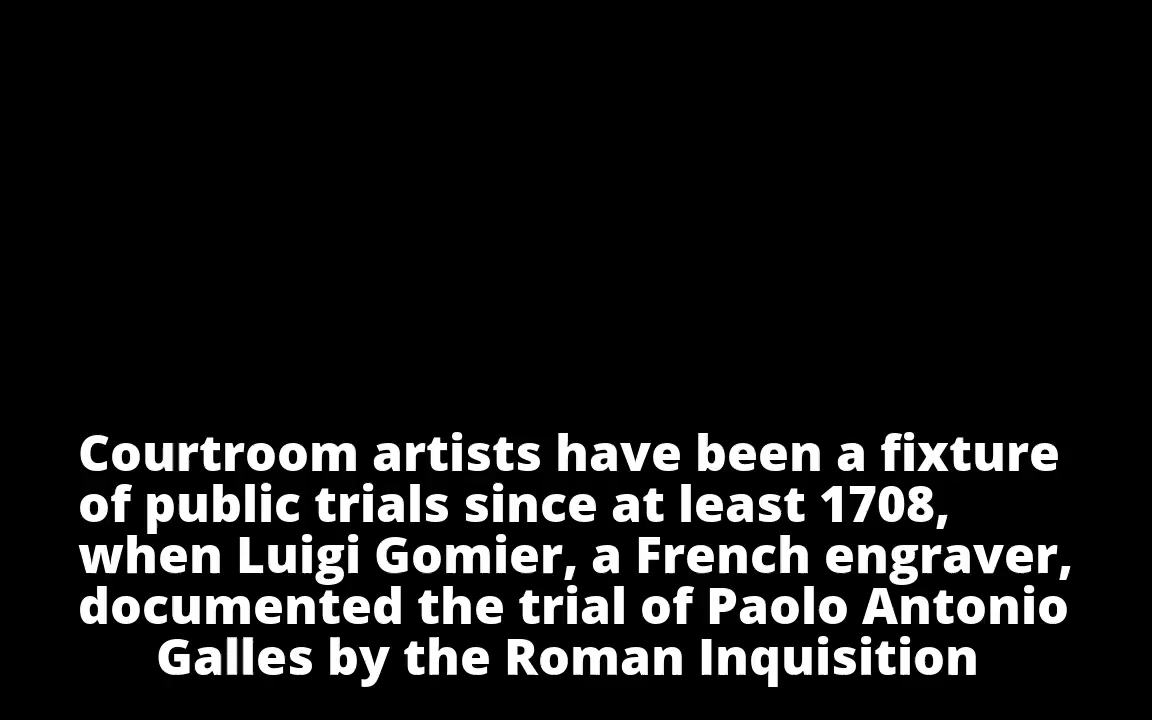 Courtroom artists have been a fixture
of public trials since at least 1708,
when Luigi Gomier, a French engraver,
documented the trial of Paolo Antonio
Galles by the Roman Inquisition